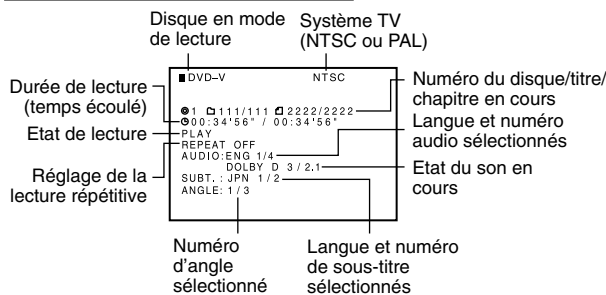 Disque en mode
de lecture
Système TV
(NTSC ou PAL)
DVD–V NTSC
Durée de lecture
(temps écoulé)
1 111/111 2222/2222
00:34'56" / 00:34'56"
Numéro du disque/titre/
chapitre en cours
Etat de lecture
PLAY
REPEAT OFF
Langue et numéro
audio sélectionnés
AUDIO:ENG 1/4
DOLBY D 3/2.1
Etat du son en
cours
Réglage de la
lecture répétitive
SUBT. : JPN 1/2
ANGLE: 1/3
Numéro
d'angle
sélectionné
Langue et numéro
de sous-titre
sélectionnés